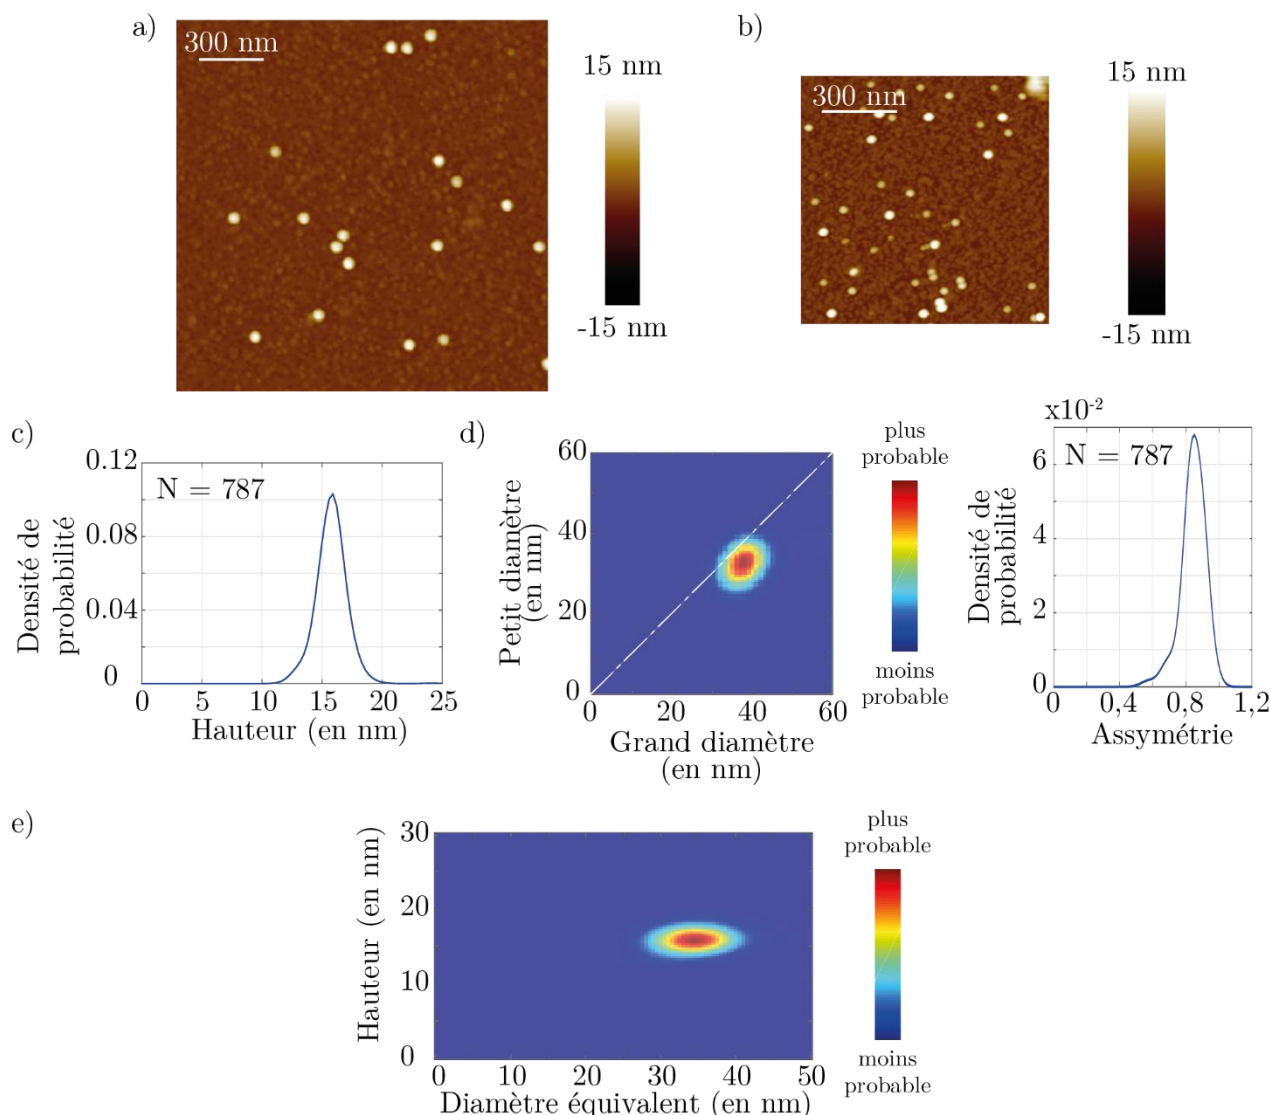 a)
300 nm
15 nm
-15 nm
b)
300 nm
15 nm
-15 nm
c)
0.12
0.08
0.04
0
N = 787
Densité de
probabilité
0
5
10
15
20
25
Hauteur (en nm)
d)
60
40
20
0
Petit diamètre
(en nm)
0
20
40
60
Grand diamètre
(en nm)
plus
probable
moins
probable
x10-2
6
4
2
0
N = 787
Densité de
probabilité
0
0,4
0,8
1,2
Assymétrie
e)
30
20
10
0
Hauteur (en nm)
0
10
20
30
40
50
Diamètre équivalent (en nm)
plus
probable
moins
probable